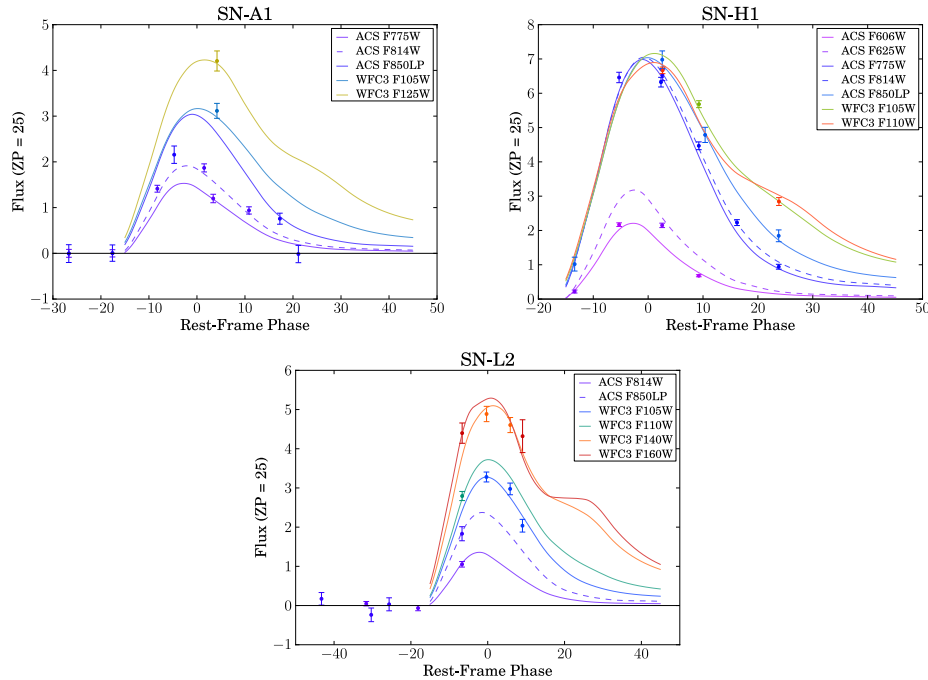 SN-A1
Flux (ZP = 25)
5
4
3
2
1
0
−1
ACS F775W
ACS F814W
ACS F850LP
WFC3 F105W
WFC3 F125W
−30 −20 −10 0 10 20 30 40 50
Rest-Frame Phase
SN-H1
Flux (ZP = 25)
8
7
6
5
4
3
2
1
0
ACS F606W
ACS F625W
ACS F775W
ACS F814W
ACS F850LP
WFC3 F105W
WFC3 F110W
−20 −10 0 10 20 30 40 50
Rest-Frame Phase
SN-L2
Flux (ZP = 25)
6
5
4
3
2
1
0
−1
ACS F814W
ACS F850LP
WFC3 F105W
WFC3 F110W
WFC3 F140W
WFC3 F160W
−40 −20 0 20 40
Rest-Frame Phase